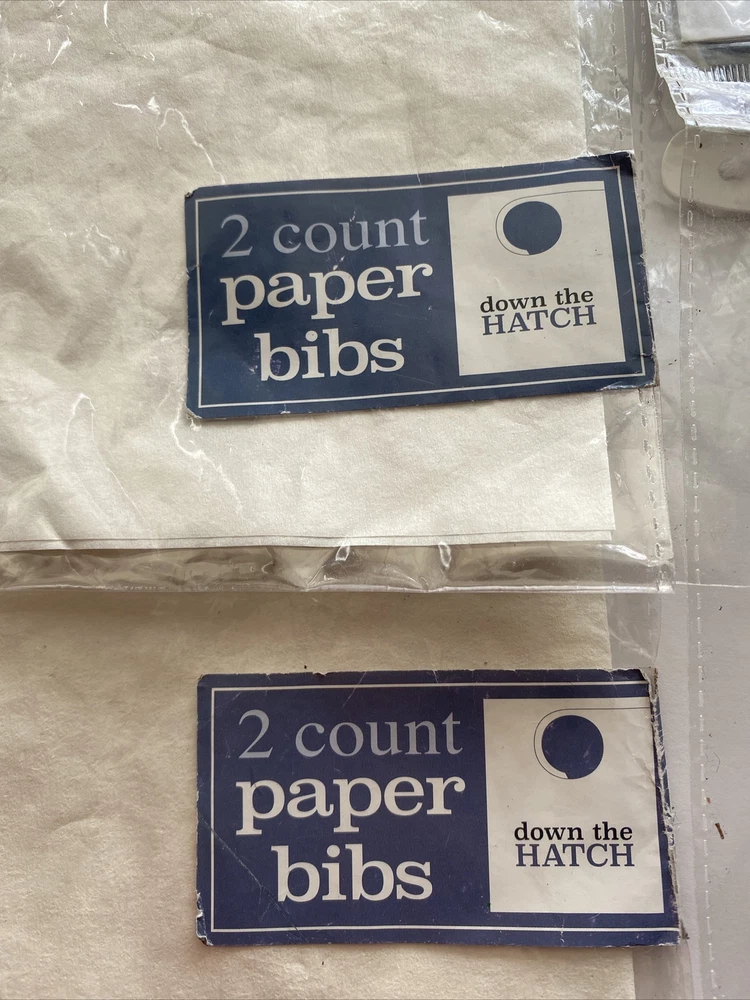 2 count
paper
bibs
down the
HATCH
2 count
paper
bibs
down the
HATCH